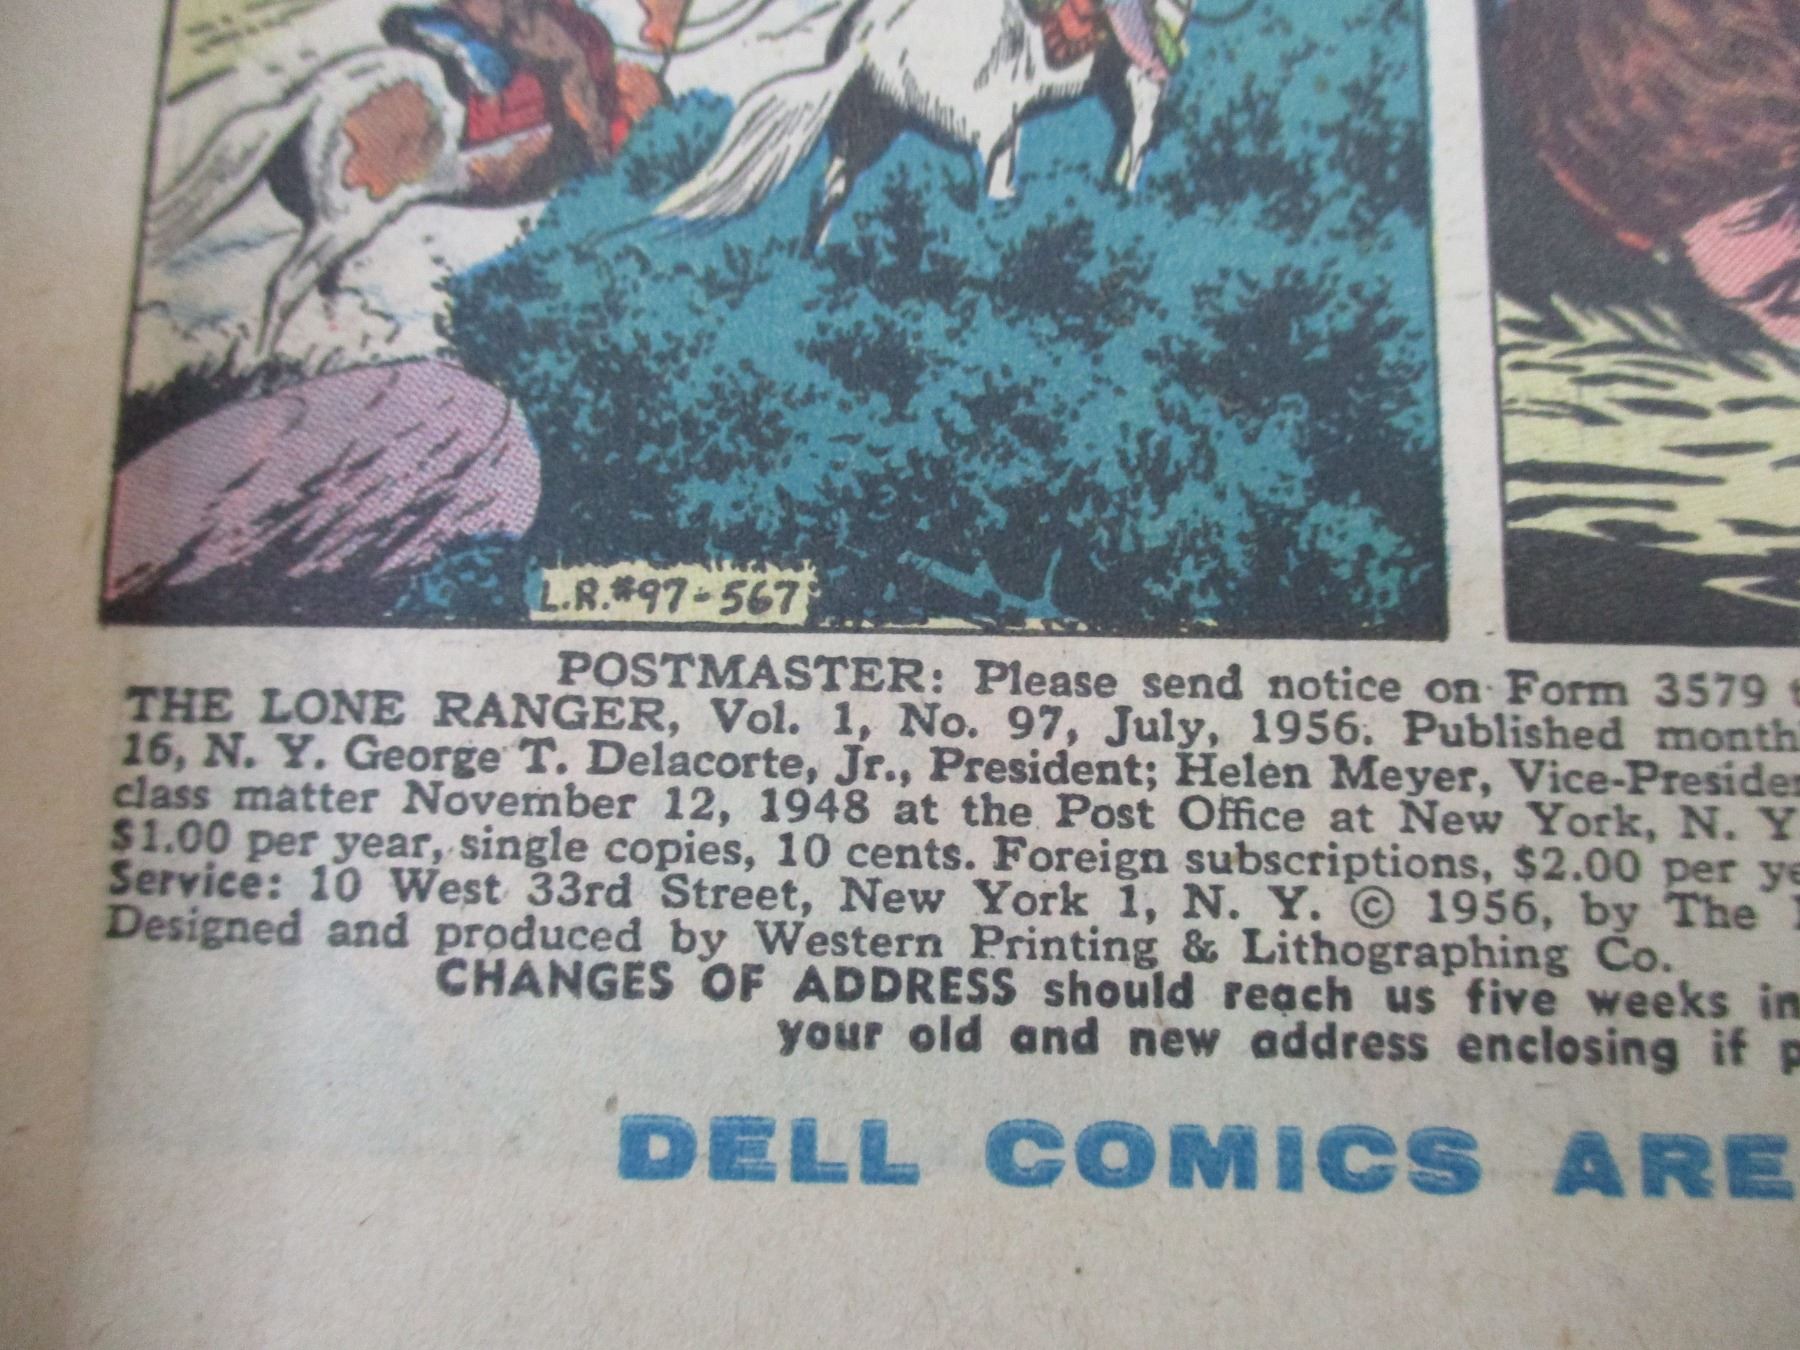 L.R.#97-567
POSTMASTER: Please send notice on Form 3579
THE LONE RANGER, Vol. 1, No. 97, July, 1956. Published month
16, N. Y. George T. Delacorte, Jr., President; Helen Meyer, Vice-Presiden
class matter November 12, 1948 at the Post Office at New York, N. Y
$1.00 per year, single copies, 10 cents. Foreign subscriptions, $2.00 per ye
Service: 10 West 33rd Street, New York 1, N. Y. © 1956, by The
Designed and produced by Western Printing & Lithographing Co.
CHANGES OF ADDRESS should reach us five weeks in
your old and new address enclosing if p
DELL COMICS ARE